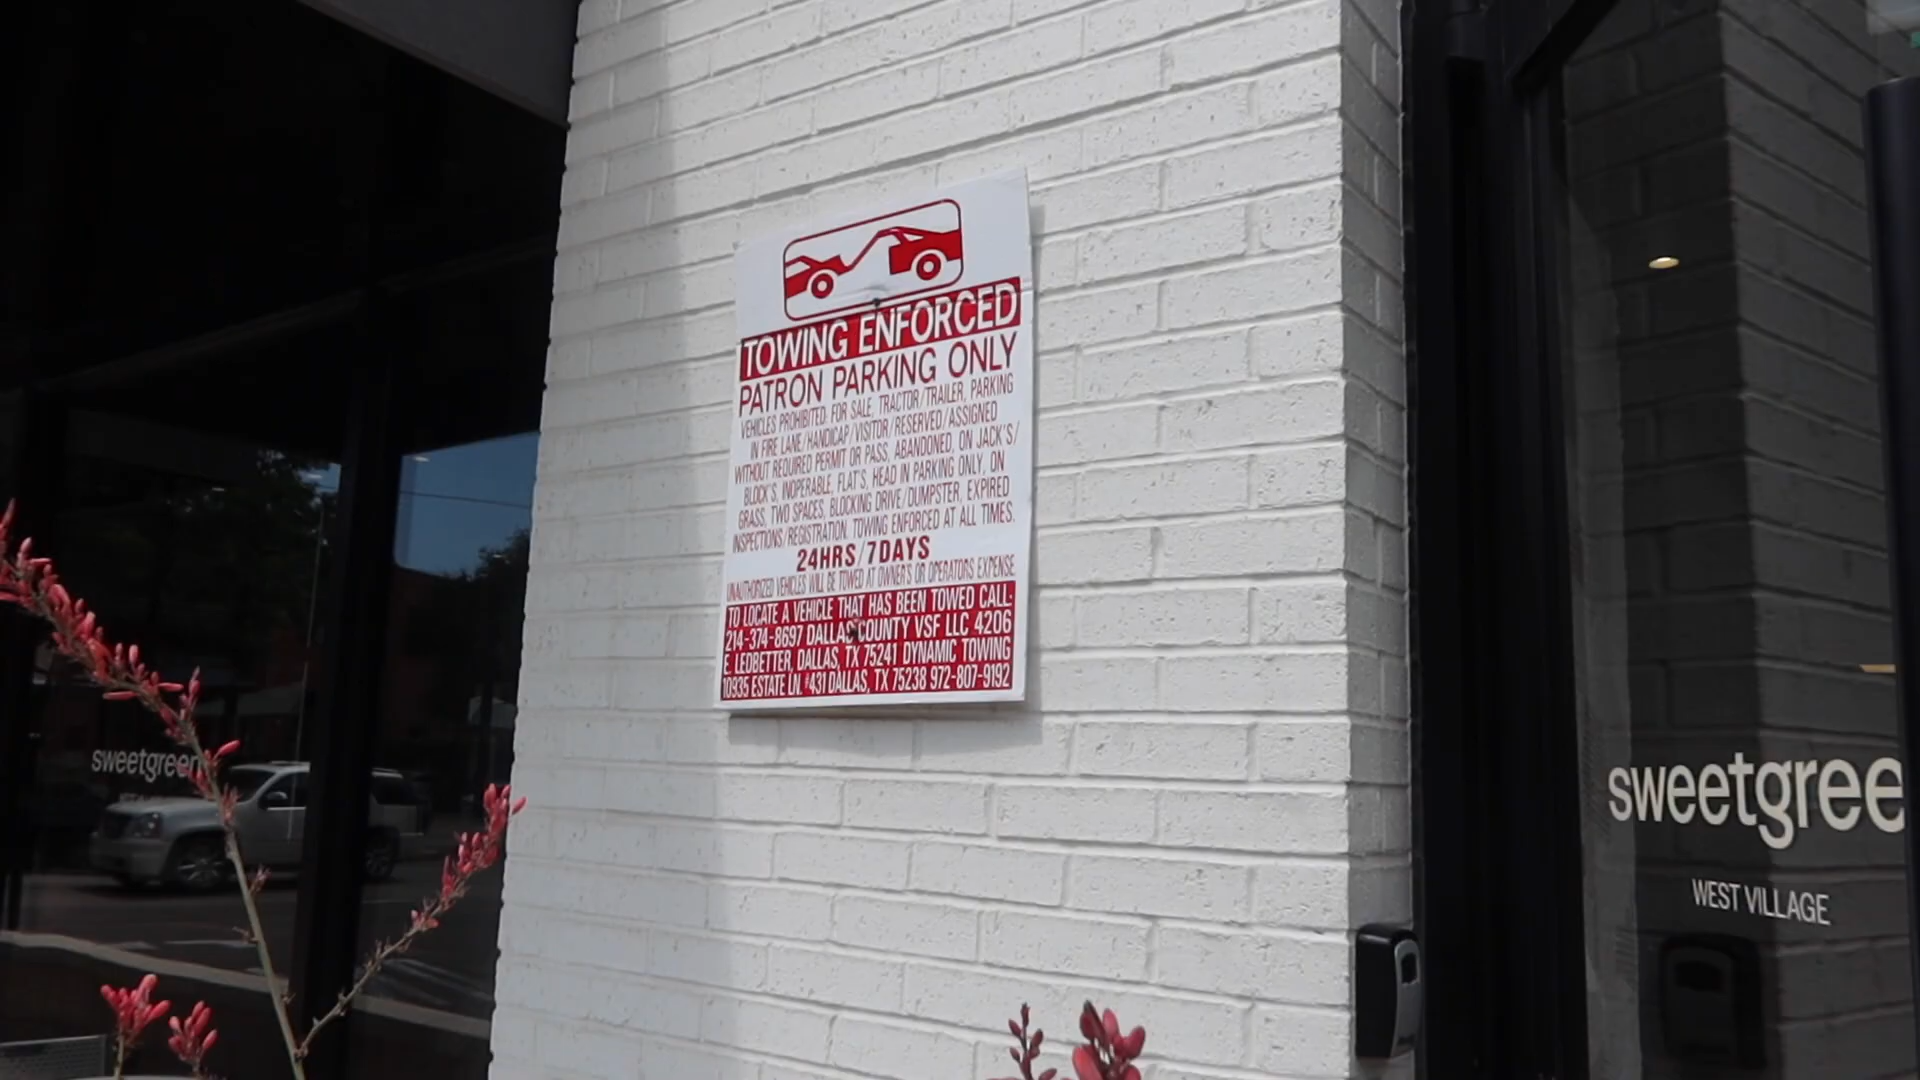 TOWING ENFORCED
PATRON PARKING ONLY
VEHICLES PROHIBITED: FOR SALE, TRACTOR/TRAILER, PARKING
IN FIRE LANE/HANDICAP/VISITOR/RESERVED/ASSIGNED
WITHOUT REQUIRED PERMIT OR PASS, ABANDONED, ON JACK'S/
BLOCK'S, INOPERABLE, FLAT'S, HEAD IN PARKING ONLY, ON
GRASS, TWO SPACES, BLOCKING DRIVE/DUMPSTER, EXPIRED
INSPECTIONS/REGISTRATION. TOWING ENFORCED AT ALL TIMES.
24HRS/7DAYS
UNAUTHORIZED VEHICLES WILL BE TOWED AT OWNER'S OR OPERATORS EXPENSE
TO LOCATE A VEHICLE THAT HAS BEEN TOWED CALL:
214-374-8697 DALLAS COUNTY VSF LLC 4206
E. LEDBETTER, DALLAS, TX 75241 DYNAMIC TOWING
10935 ESTATE LN. #431 DALLAS, TX 75238 972-807-9192
sweetgreen
sweetgree
WEST VILLAGE